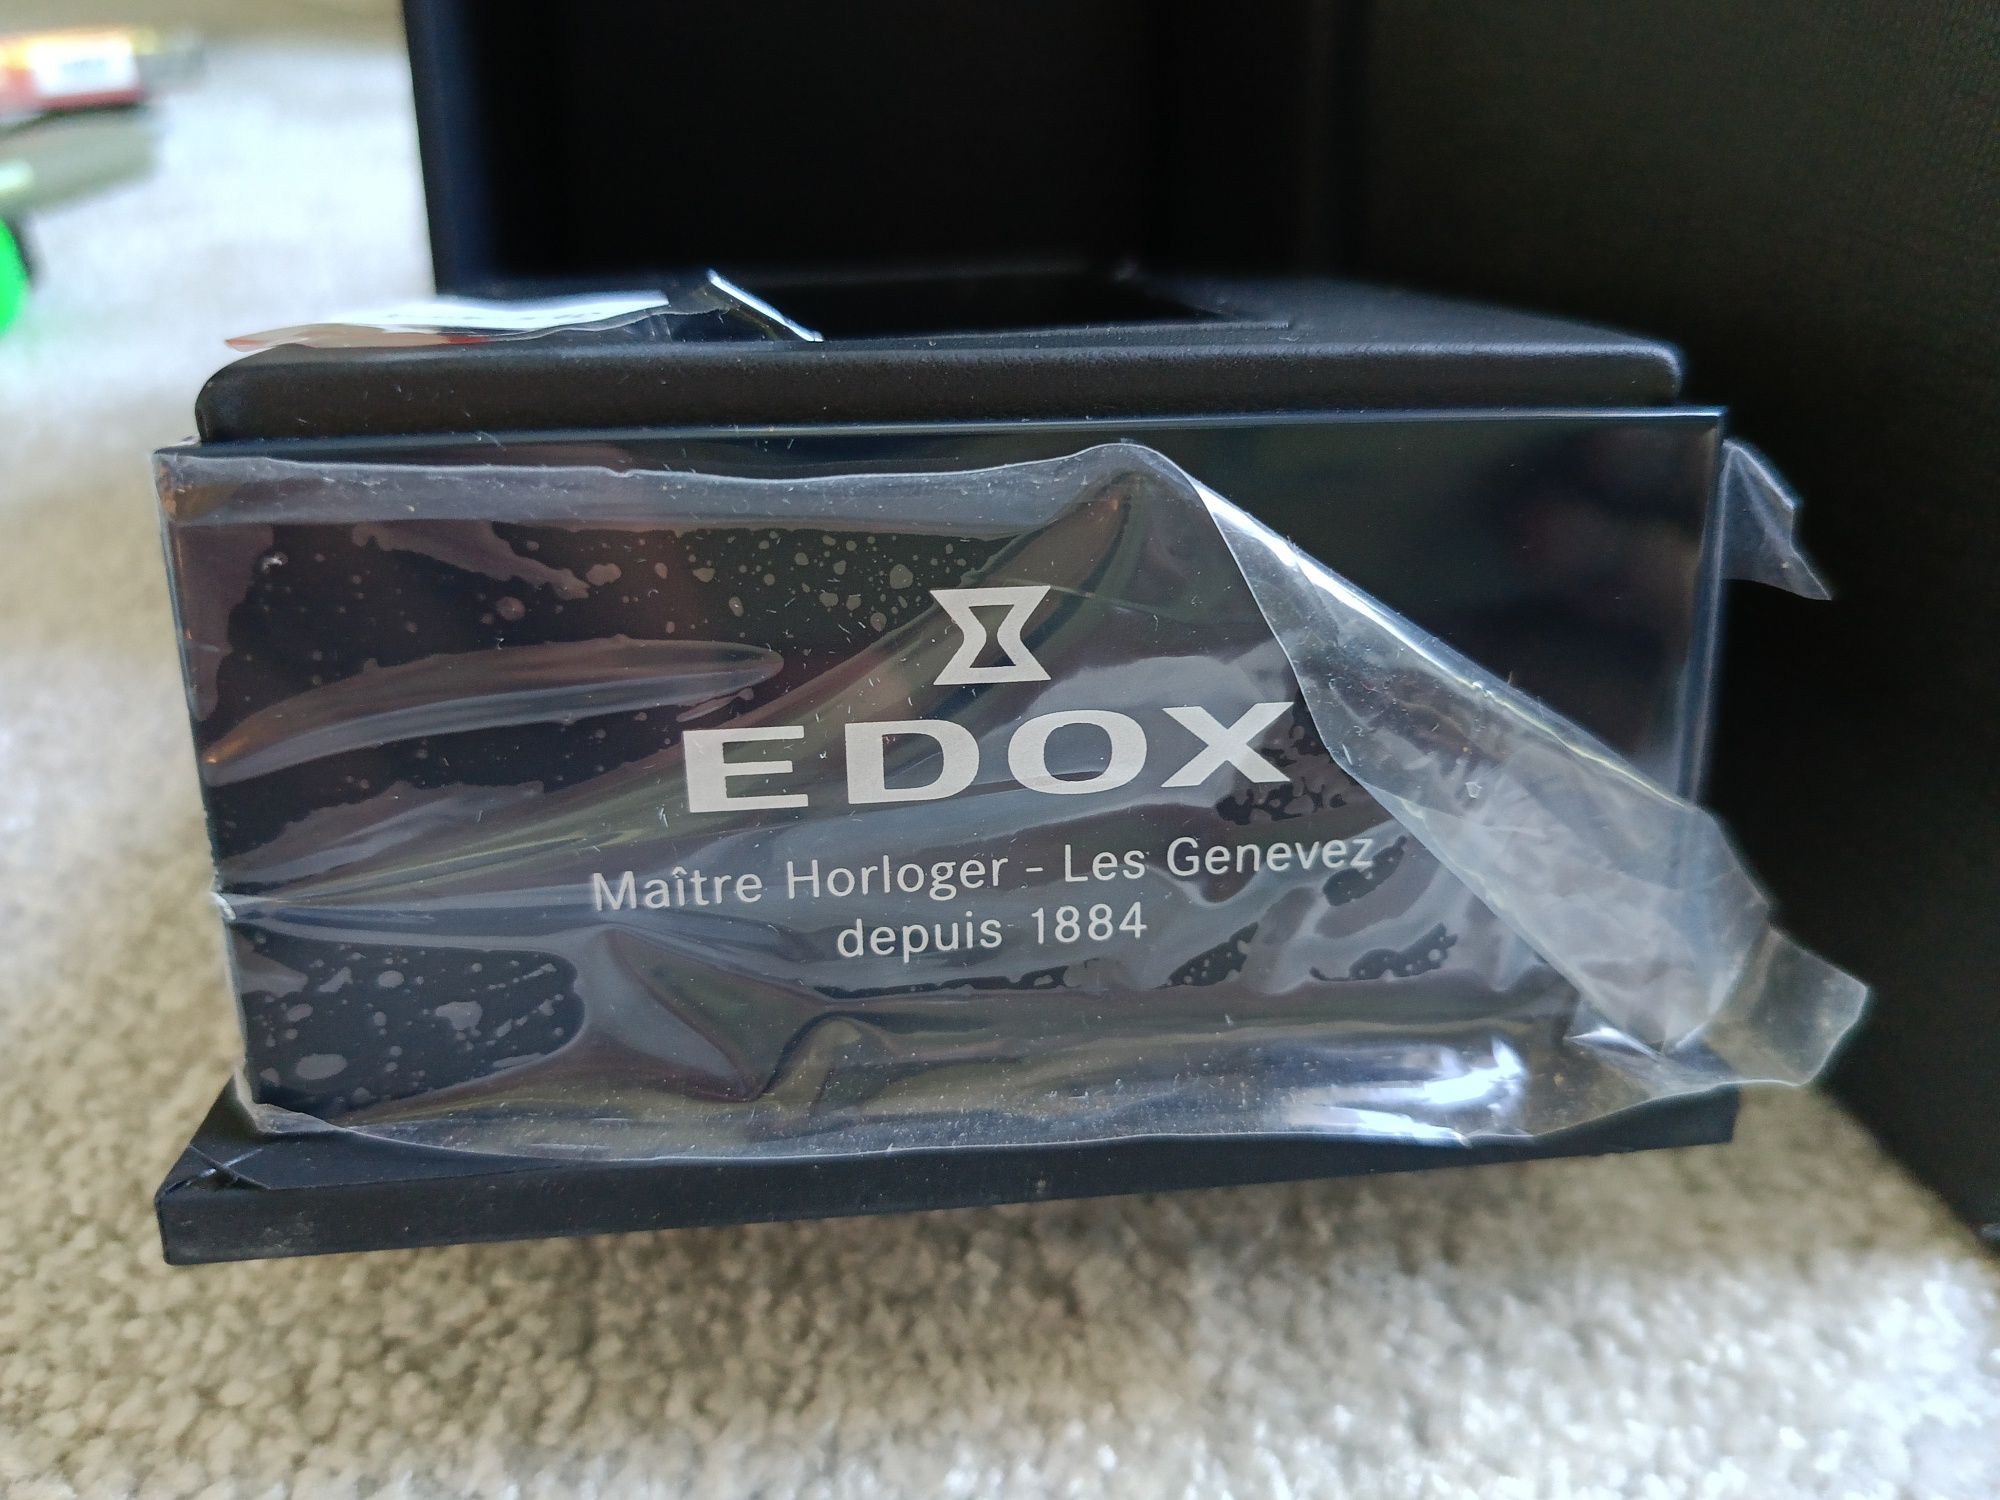 EDOX
Maître Horloger - Les Genevez
depuis 1884